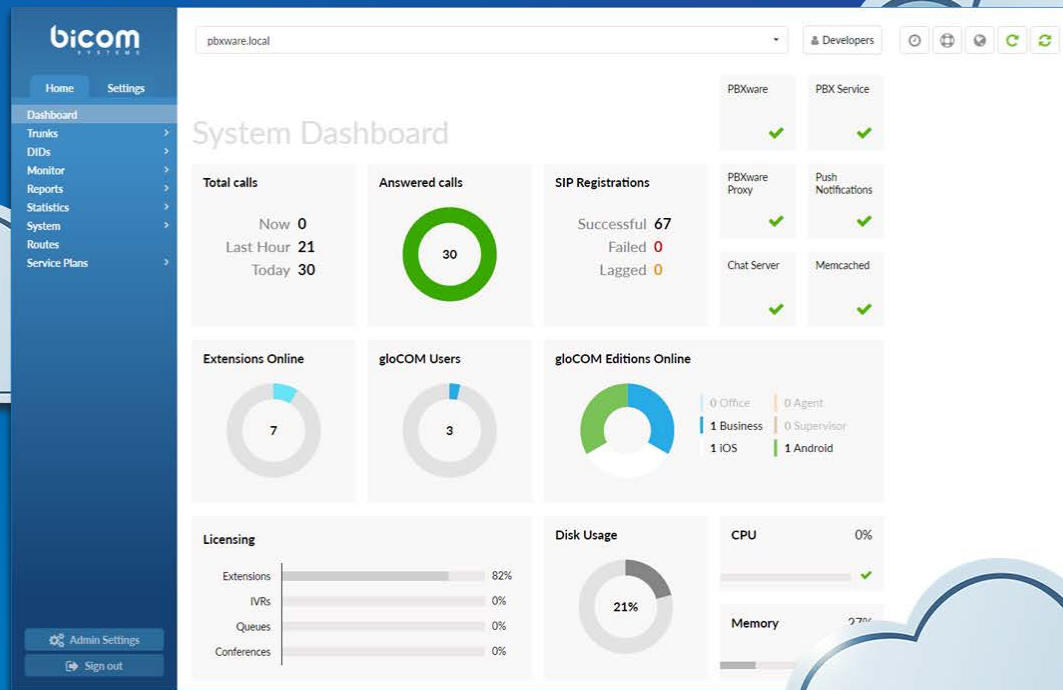 bicom
SYSTEMS
Home Settings
Dashboard
Trunks
DIDs
Monitor
Reports
Statistics
System
Routes
Service Plans
Admin Settings
Sign out
pbxware.local
Developers
System Dashboard
PBXware
PBX Service
Total calls
Now 0
Last Hour 21
Today 30
Answered calls
30
SIP Registrations
Successful 67
Failed 0
Lagged 0
PBXware
Proxy
Push
Notifications
Chat Server
Memcached
Extensions Online
7
gloCOM Users
3
gloCOM Editions Online
0 Office 0 Agent
1 Business 0 Supervisor
1 iOS 1 Android
Licensing
Extensions 82%
IVRs 0%
Queues 0%
Conferences 0%
Disk Usage
21%
CPU 0%
Memory 27%